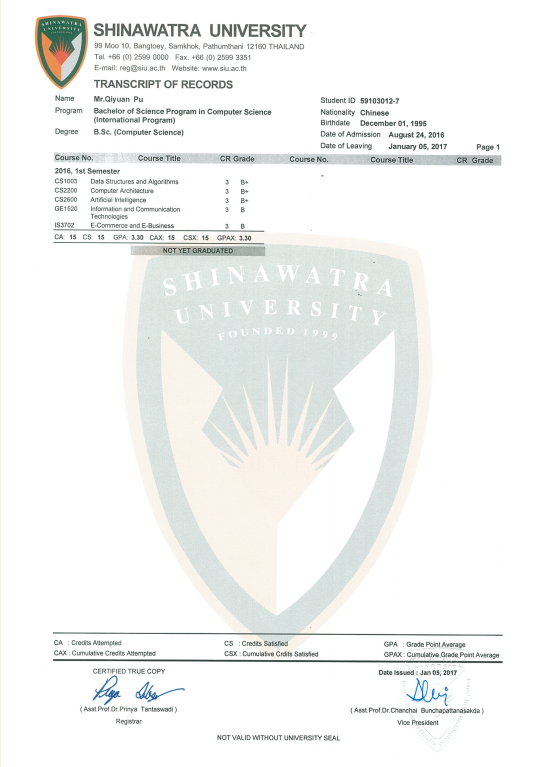 SHINAWATRA UNIVERSITY
SHINAWATRA UNIVERSITY
99 Moo 10, Bangtoey, Samkhok, Pathumthani 12160 THAILAND
Tel. +66 (0) 2599 0000 Fax. +66 (0) 2599 3351
E-mail: reg@siu.ac.th Website: www.siu.ac.th
TRANSCRIPT OF RECORDS
Name Mr.Qiyuan Pu
Program Bachelor of Science Program in Computer Science
(International Program)
Degree B.Sc. (Computer Science)
Student ID 59103012-7
Nationality Chinese
Birthdate December 01, 1995
Date of Admission August 24, 2016
Date of Leaving January 05, 2017 Page 1
Course No. Course Title CR Grade Course No. Course Title CR Grade
2016, 1st Semester
CS1003 Data Structures and Algorithms 3 B+
CS2200 Computer Architecture 3 B+
CS2600 Artificial Intelligence 3 B+
GE1520 Information and Communication 3 B
Technologies
IS3702 E-Commerce and E-Business 3 B
CA: 15 CS: 15 GPA: 3.30 CAX: 15 CSX: 15 GPAX: 3.30
NOT YET GRADUATED
SHINAWATRA
UNIVERSITY
FOUNDED 1999
CA : Credits Attempted CS : Credits Satisfied GPA : Grade Point Average
CAX : Cumulative Credits Attempted CSX : Cumulative Crdits Satisfied GPAX : Cumulative Grade Point Average
CERTIFIED TRUE COPY
Date Issued : Jan 05, 2017
( Asst.Prof.Dr.Prinya Tantaswadi )
( Asst.Prof.Dr.Chanchai Bunchapattanasakda )
Registrar
Vice President
NOT VALID WITHOUT UNIVERSITY SEAL